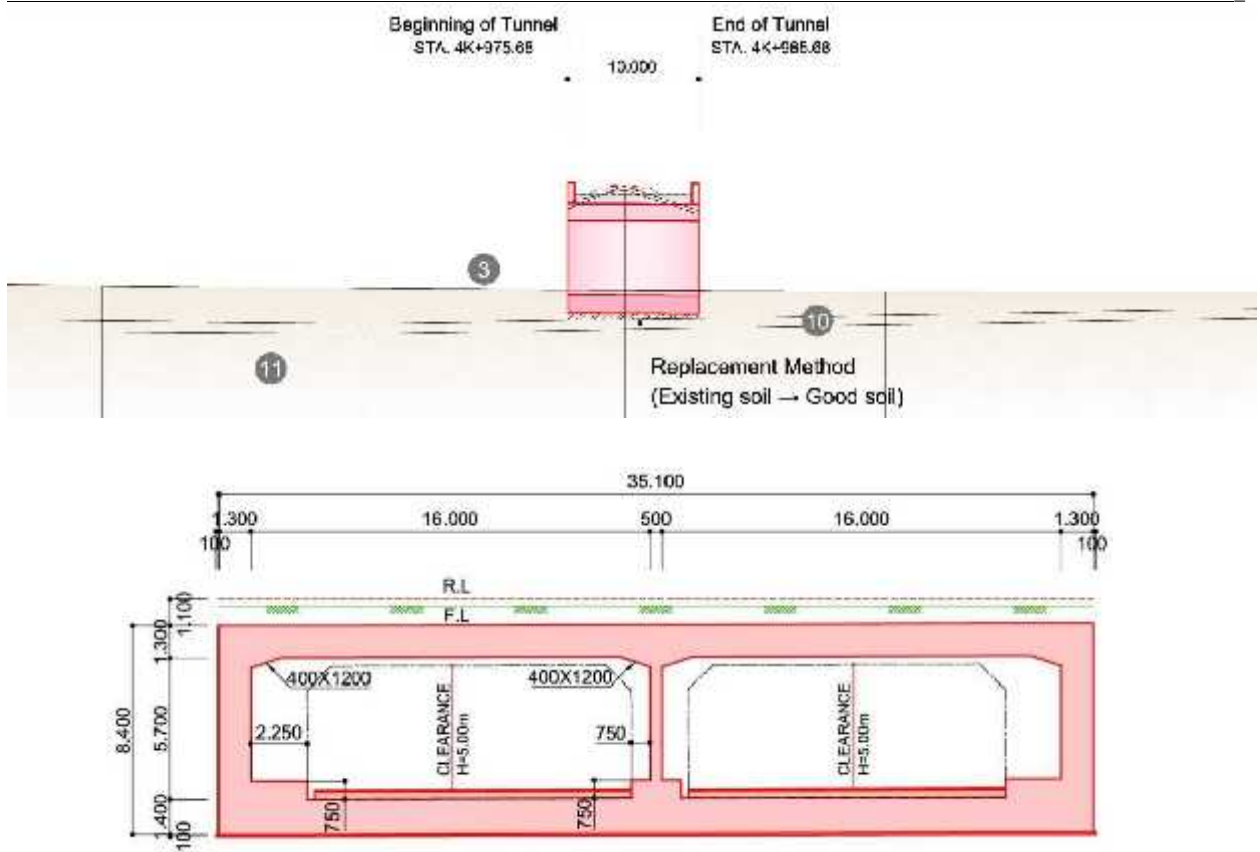 Beginning of Tunnel
STA. 4K+975.68
End of Tunnel
STA. 4K+985.68
10.000
3
10
11
Replacement Method
(Existing soil → Good soil)
35.100
1.300
16.000
500
16.000
1.300
100
100
R.L
F.L
1.100
1.300
5.700
8.400
1.400
100
400X1200
400X1200
2.250
750
CLEARANCE
H=5.00m
CLEARANCE
H=5.00m
750
750